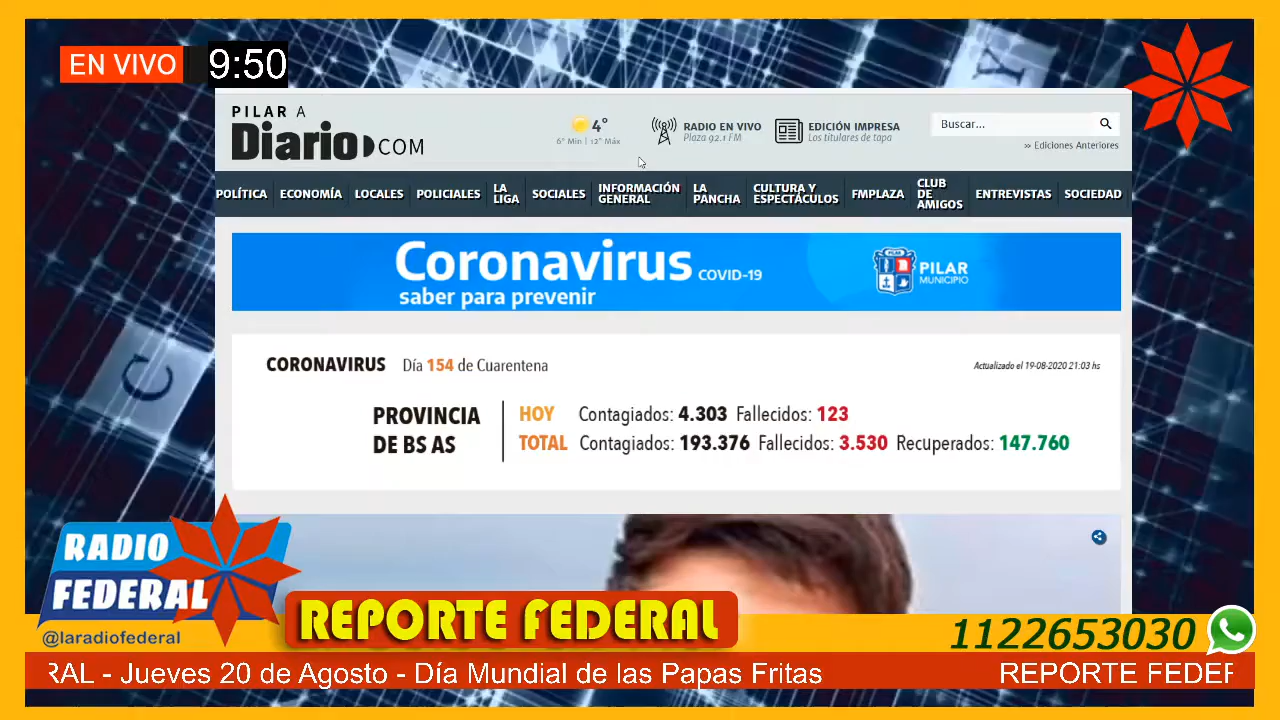 EN VIVO 9:50
PILAR A
Diario.COM
4°
6° Min | 12° Máx
RADIO EN VIVO
Plaza 92.1 FM
EDICIÓN IMPRESA
Los titulares de tapa
Buscar...
» Ediciones Anteriores
POLÍTICA ECONOMÍA LOCALES POLICIALES LA LIGA SOCIALES INFORMACIÓN GENERAL LA PANCHA CULTURA Y ESPECTÁCULOS FMPLAZA CLUB DE AMIGOS ENTREVISTAS SOCIEDAD
Coronavirus COVID-19
saber para prevenir
PILAR
MUNICIPIO
CORONAVIRUS Día 154 de Cuarentena
Actualizado el 19-08-2020 21:03 hs
PROVINCIA
DE BS AS
HOY Contagiados: 4.303 Fallecidos: 123
TOTAL Contagiados: 193.376 Fallecidos: 3.530 Recuperados: 147.760
RADIO
FEDERAL
@laradiofederal
REPORTE FEDERAL
1122653030
RAL - Jueves 20 de Agosto - Día Mundial de las Papas Fritas REPORTE FEDER